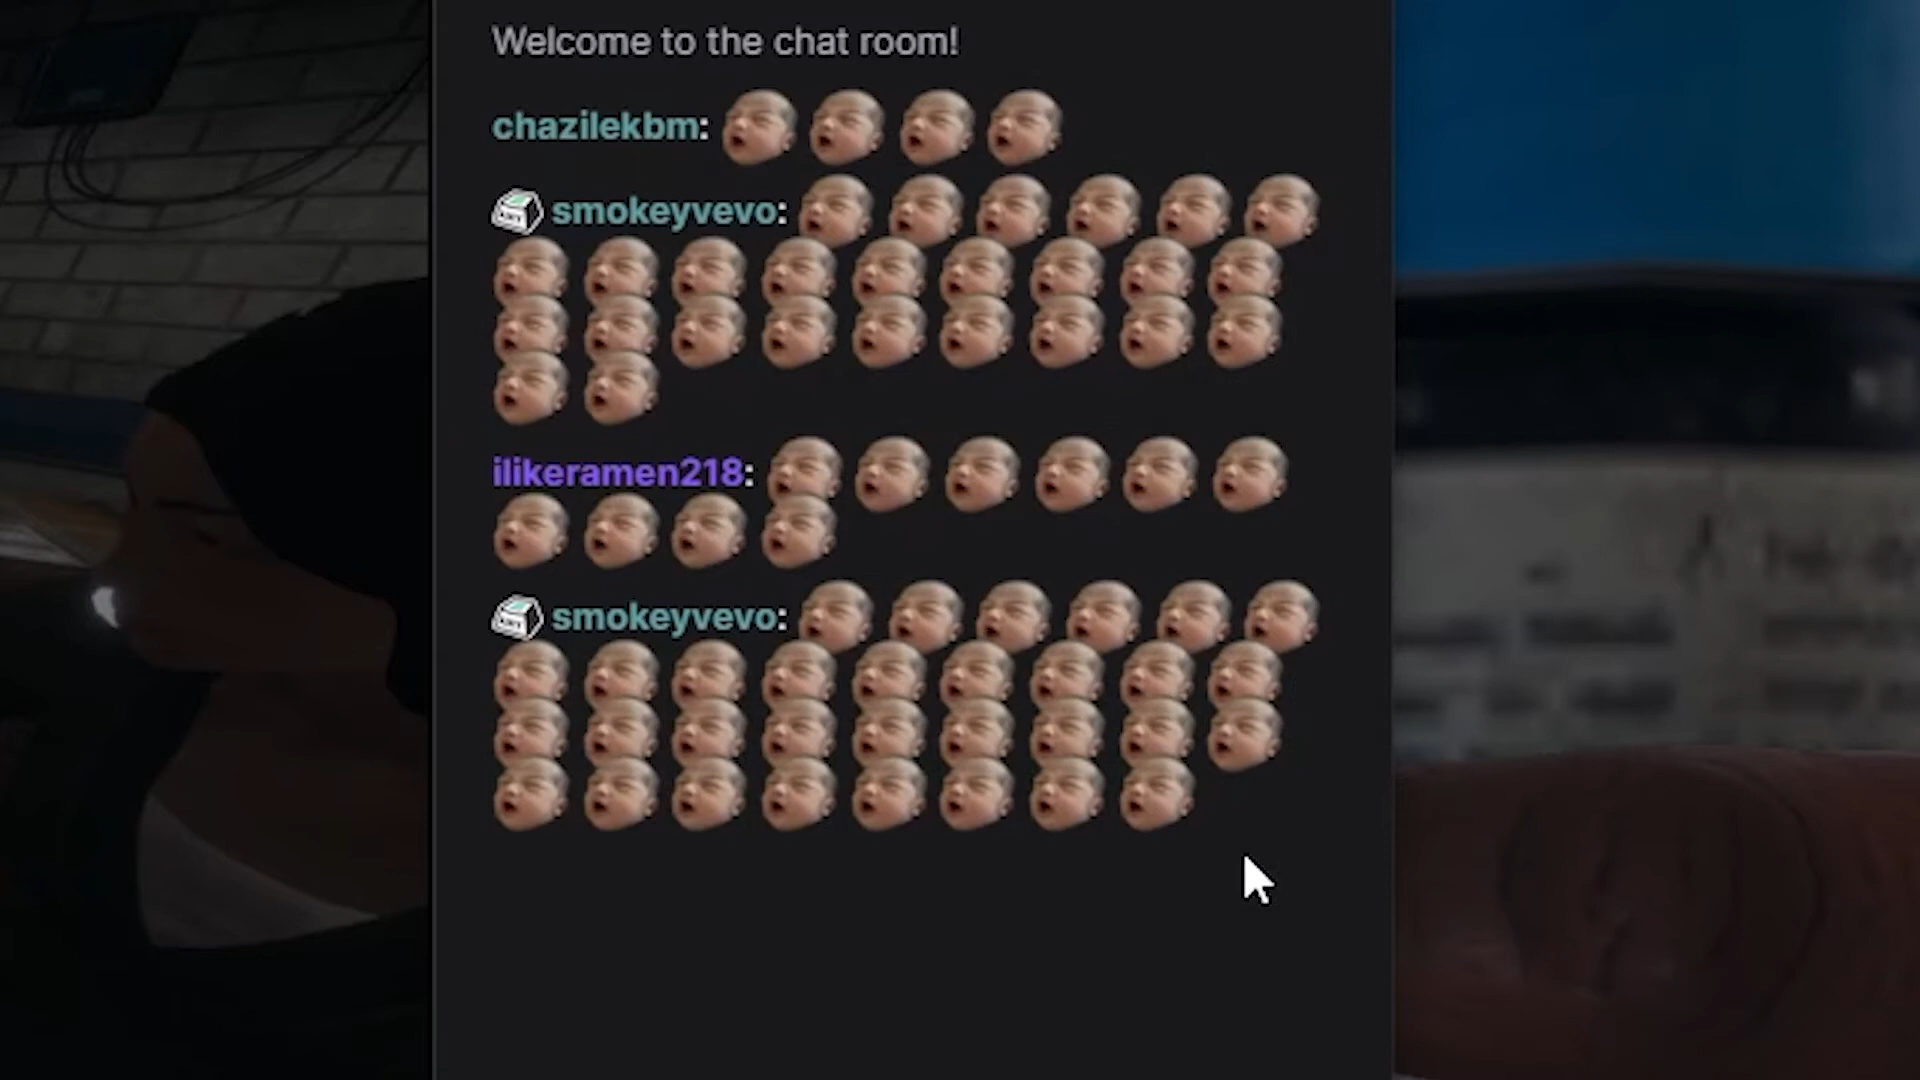 Welcome to the chat room!
chazilekbm:
smokeyvevo:
ilikeramen218:
smokeyvevo: